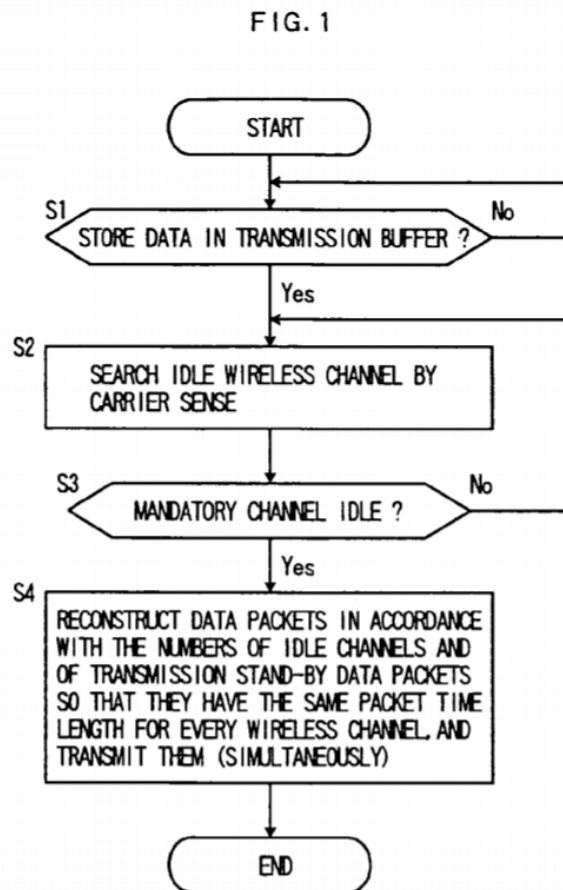 FIG. 1
START
S1
No
STORE DATA IN TRANSMISSION BUFFER ?
Yes
S2
SEARCH IDLE WIRELESS CHANNEL BY
CARRIER SENSE
S3
No
MANDATORY CHANNEL IDLE ?
Yes
S4
RECONSTRUCT DATA PACKETS IN ACCORDANCE
WITH THE NUMBERS OF IDLE CHANNELS AND
OF TRANSMISSION STAND-BY DATA PACKETS
SO THAT THEY HAVE THE SAME PACKET TIME
LENGTH FOR EVERY WIRELESS CHANNEL, AND
TRANSMIT THEM (SIMULTANEOUSLY)
END